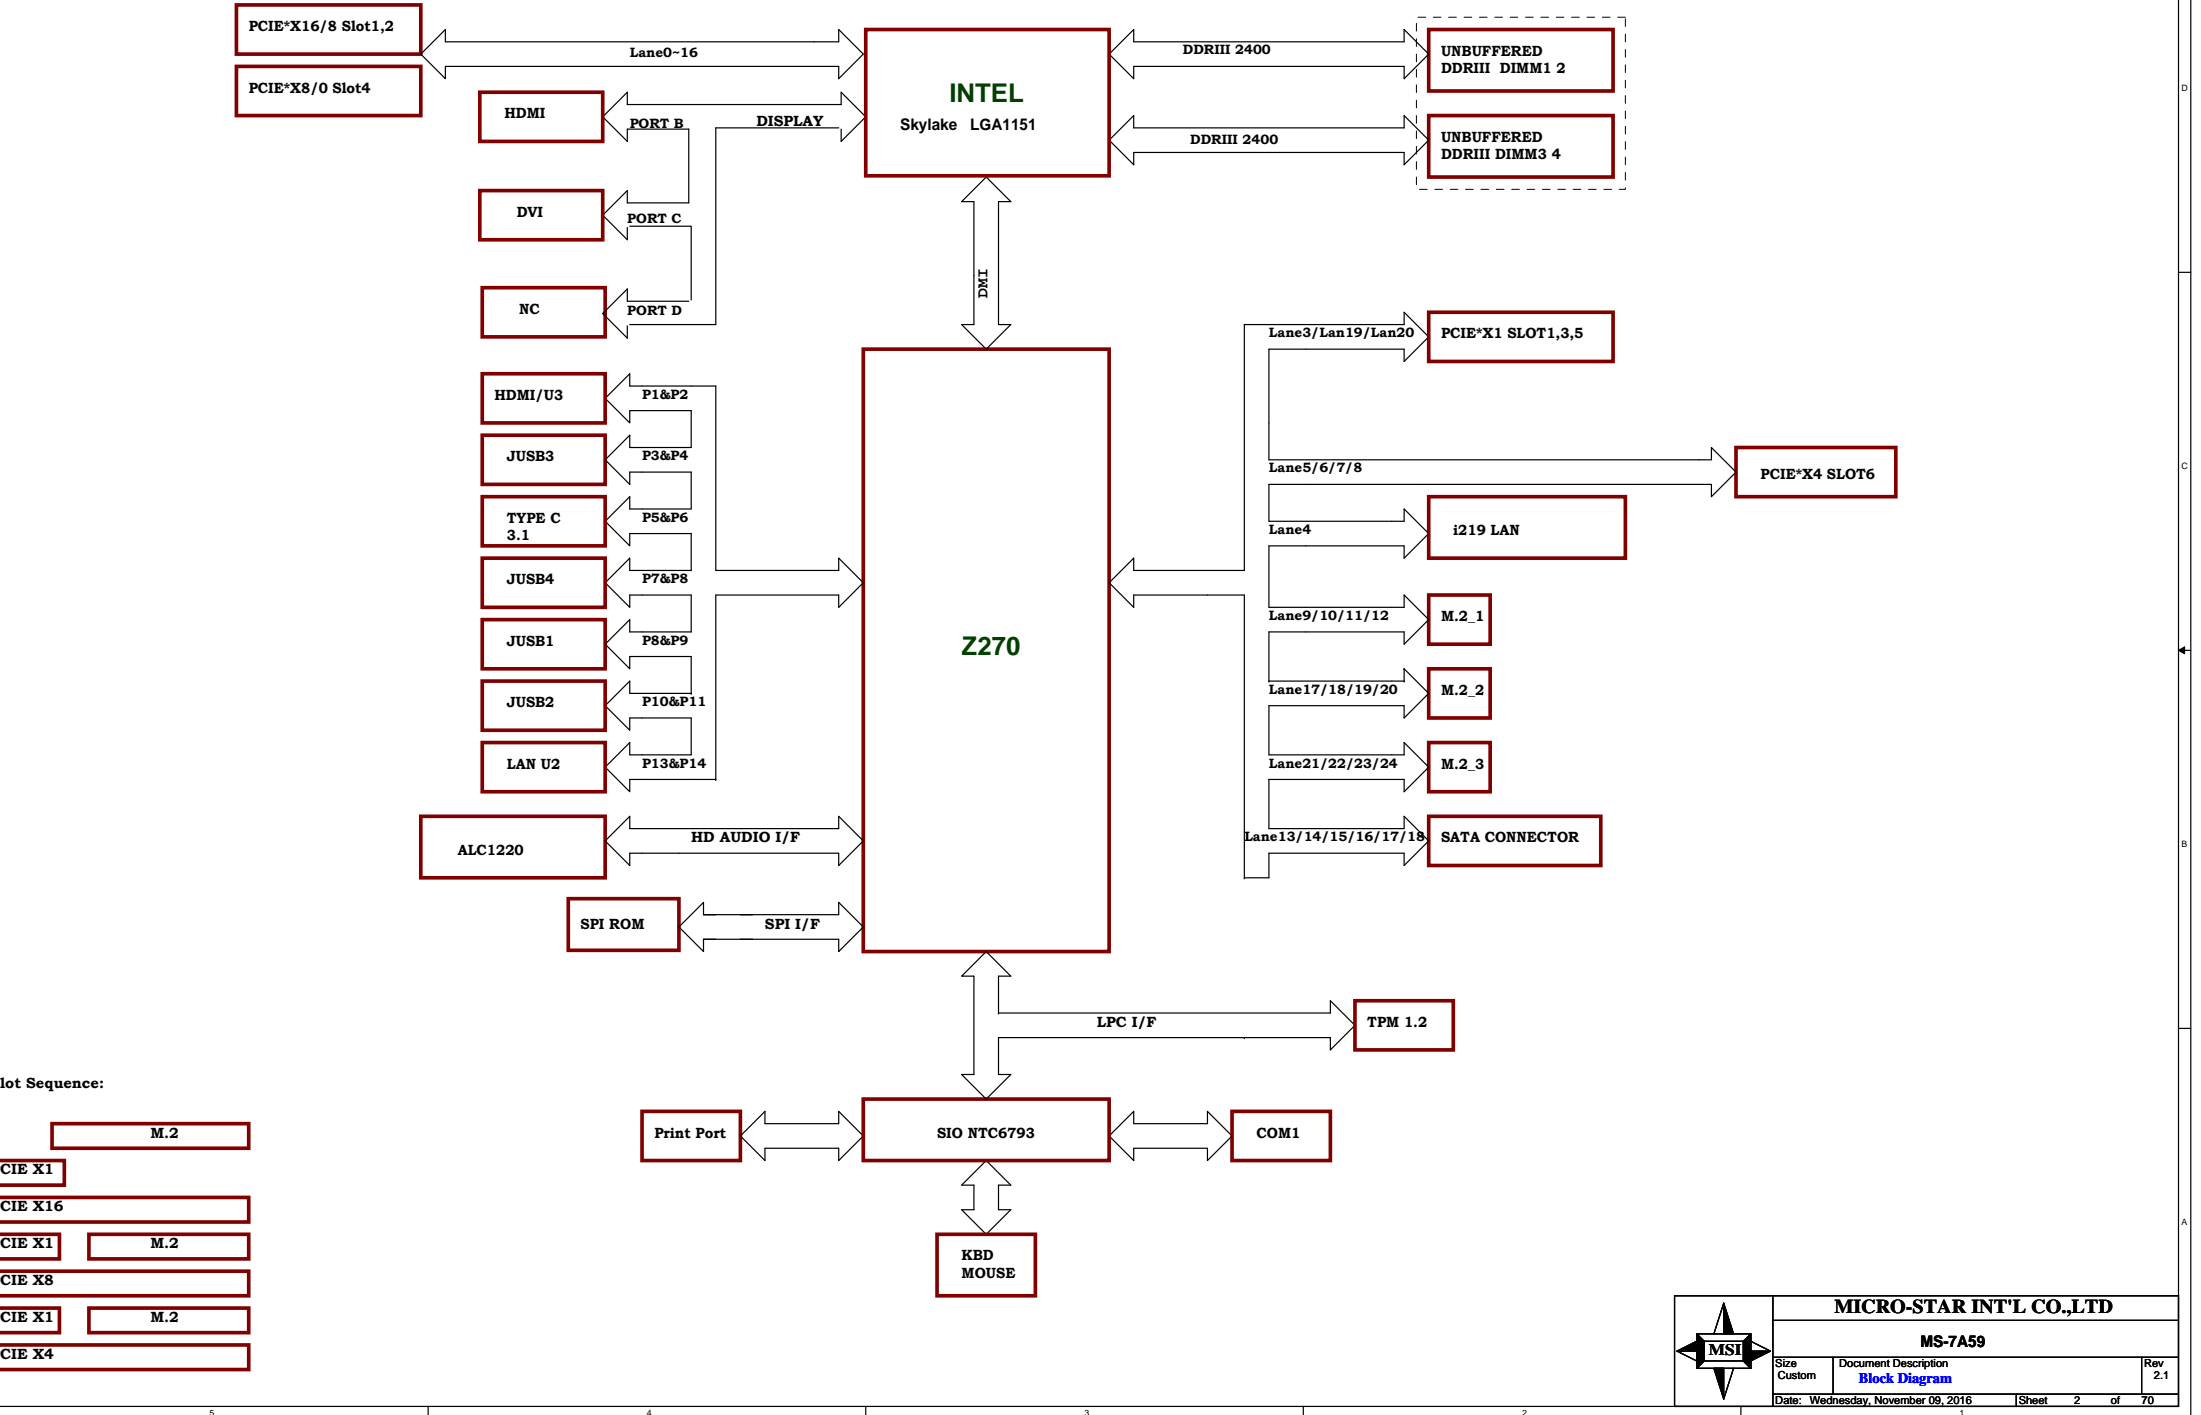 PCIE*X16/8 Slot1,2
PCIE*X8/0 Slot4
Lane0~16
HDMI
PORT B
DISPLAY
DVI
PORT C
NC
PORT D
INTEL
Skylake LGA1151
DDRIII 2400
UNBUFFERED
DDRIII DIMM1 2
DDRIII 2400
UNBUFFERED
DDRIII DIMM3 4
DMI
Z270
HDMI/U3
P1&P2
JUSB3
P3&P4
TYPE C
3.1
P5&P6
JUSB4
P7&P8
JUSB1
P8&P9
JUSB2
P10&P11
LAN U2
P13&P14
ALC1220
HD AUDIO I/F
SPI ROM
SPI I/F
Lane3/Lan19/Lan20
PCIE*X1 SLOT1,3,5
Lane5/6/7/8
PCIE*X4 SLOT6
Lane4
i219 LAN
Lane9/10/11/12
M.2_1
Lane17/18/19/20
M.2_2
Lane21/22/23/24
M.2_3
Lane13/14/15/16/17/18
SATA CONNECTOR
LPC I/F
TPM 1.2
Print Port
SIO NTC6793
COM1
KBD
MOUSE
lot Sequence:
M.2
CIE X1
CIE X16
CIE X1
M.2
CIE X8
CIE X1
M.2
CIE X4
D
C
B
A
MSI
MICRO-STAR INT'L CO.,LTD
MS-7A59
Size
Custom
Document Description
Block Diagram
Rev
2.1
Date: Wednesday, November 09, 2016
Sheet 2 of 70
5
4
3
2
1